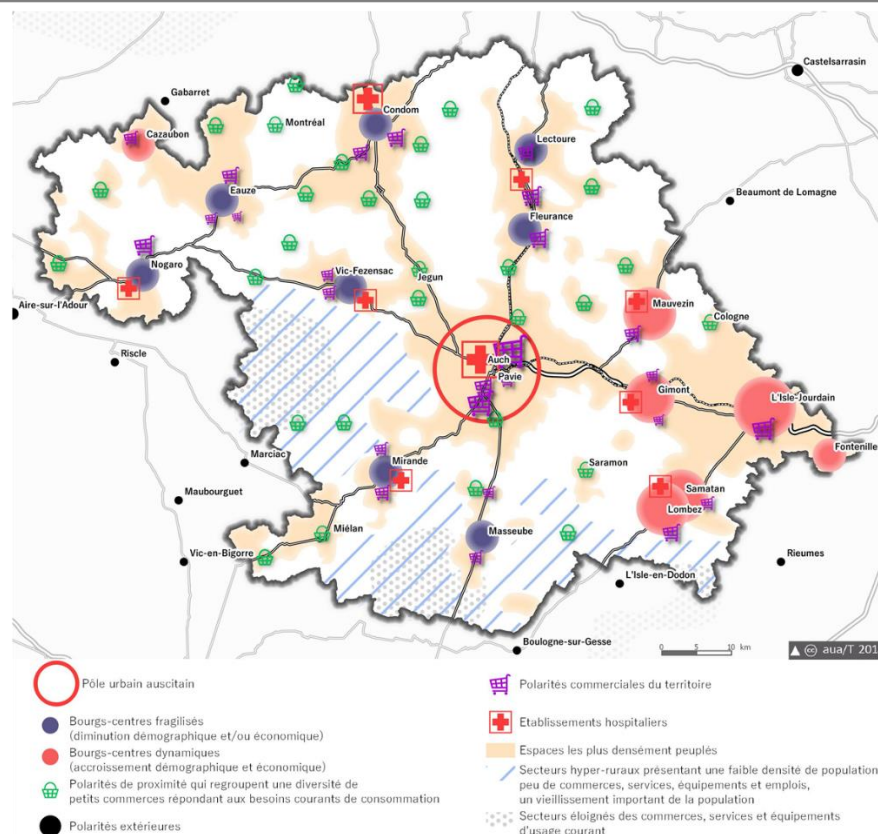 Castelsarrasin
Gabarret
Condom
Montréal
Cazaubon
Lectoure
Eauze
Beaumont de Lomagne
Fleurance
Nogaro
Vic-Fezensac
Jegun
Mauvezin
Cologne
Aire-sur-l'Adour
Riscle
Auch
Pavie
Gimont
L'Isle-Jourdain
Fontenille
Marciac
Mirande
Saramon
Samatan
Lombez
Maubourguet
Miélan
Masseube
Vic-en-Bigorre
L'Isle-en-Dodon
Rieumes
Boulogne-sur-Gesse
0 5 10 km
aua/T 201
Pôle urbain auscitain
Bourgs-centres fragilisés
(diminution démographique et/ou économique)
Bourgs-centres dynamiques
(accroissement démographique et économique)
Polarités de proximité qui regroupent une diversité de
petits commerces répondant aux besoins courants de consommation
Polarités extérieures
Polarités commerciales du territoire
Etablissements hospitaliers
Espaces les plus densément peuplés
Secteurs hyper-ruraux présentant une faible densité de population
peu de commerces, services, équipements et emplois,
un vieillissement important de la population
Secteurs éloignés des commerces, services et équipements
d'usage courant